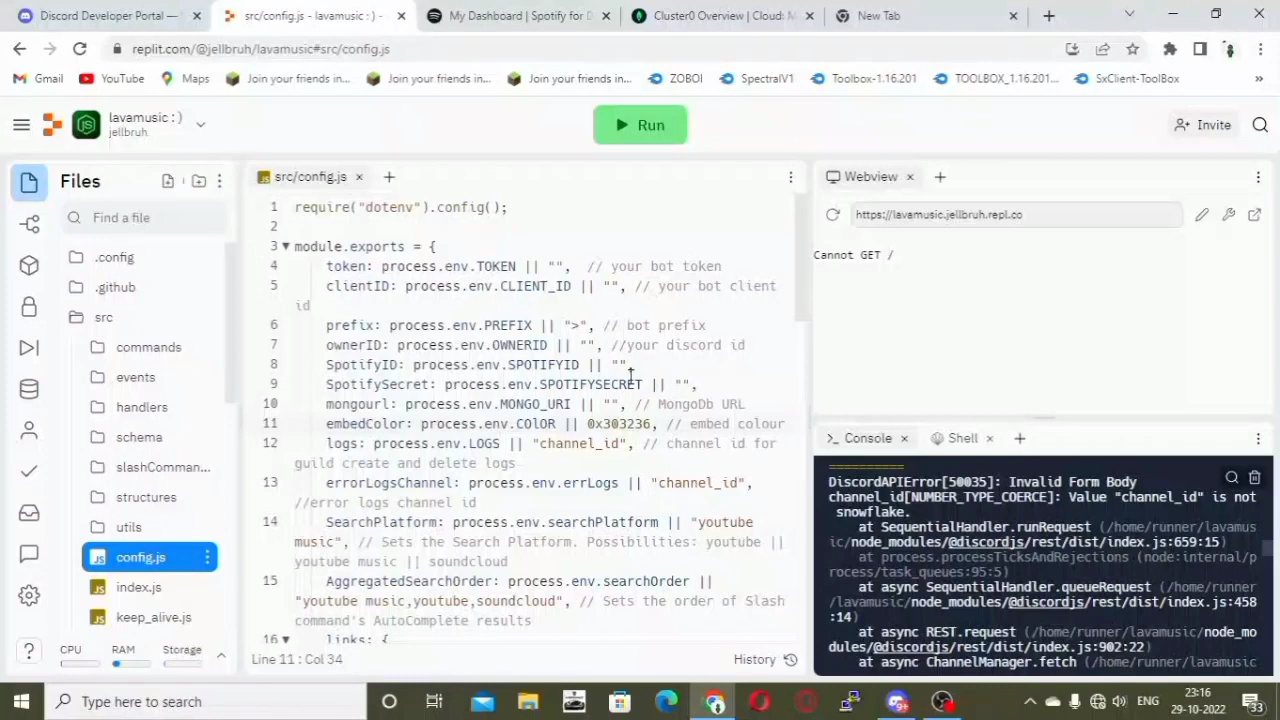 Discord Developer Portal —
src/config.js - lavamusic : ) -
My Dashboard | Spotify for D
Cluster0 Overview | Cloud: M
New Tab
replit.com/@jellbruh/lavamusic#src/config.js
Gmail
YouTube
Maps
Join your friends in...
Join your friends in...
Join your friends in...
ZOBOI
SpectralV1
Toolbox-1.16.201
TOOLBOX_1.16.201...
SxClient-ToolBox
»
lavamusic : )
jellbruh
Run
Invite
Files
src/config.js
Webview
Find a file
https://lavamusic.jellbruh.repl.co
Cannot GET /
.config
.github
src
commands
events
handlers
schema
slashComman...
structures
utils
config.js
index.js
keep_alive.js
CPU
RAM
Storage
1 require("dotenv").config();
2
3 module.exports = {
4 token: process.env.TOKEN || "",  // your bot token
5 clientID: process.env.CLIENT_ID || "", // your bot client
id
6 prefix: process.env.PREFIX || ">", // bot prefix
7 ownerID: process.env.OWNERID || "", //your discord id
8 SpotifyID: process.env.SPOTIFYID || "",
9 SpotifySecret: process.env.SPOTIFYSECRET || "",
10 mongourl: process.env.MONGO_URI || "", // MongoDb URL
11 embedColor: process.env.COlOR || 0x303236, // embed colour
12 logs: process.env.LOGS || "channel_id", // channel id for
guild create and delete logs
13 errorLogsChannel: process.env.errLogs || "channel_id",
//error logs channel id
14 SearchPlatform: process.env.searchPlatform || "youtube
music", // Sets the Search Platform. Possibilities: youtube ||
youtube music || soundcloud
15 AggregatedSearchOrder: process.env.searchOrder ||
"youtube music,youtube,soundcloud", // Sets the order of Slash
command's AutoComplete results
16 links: {
Line 11 : Col 34
History
Console
Shell
==========
DiscordAPIError[50035]: Invalid Form Body
channel_id[NUMBER_TYPE_COERCE]: Value "channel_id" is not
snowflake.
at SequentialHandler.runRequest (/home/runner/lavamus
ic/node_modules/@discordjs/rest/dist/index.js:659:15)
at process.processTicksAndRejections (node:internal/p
rocess/task_queues:95:5)
at async SequentialHandler.queueRequest (/home/runner
/lavamusic/node_modules/@discordjs/rest/dist/index.js:458
:14)
at async REST.request (/home/runner/lavamusic/node_mo
dules/@discordjs/rest/dist/index.js:902:22)
at async ChannelManager.fetch (/home/runner/lavamusic
Type here to search
ENG
23:16
29-10-2022
33